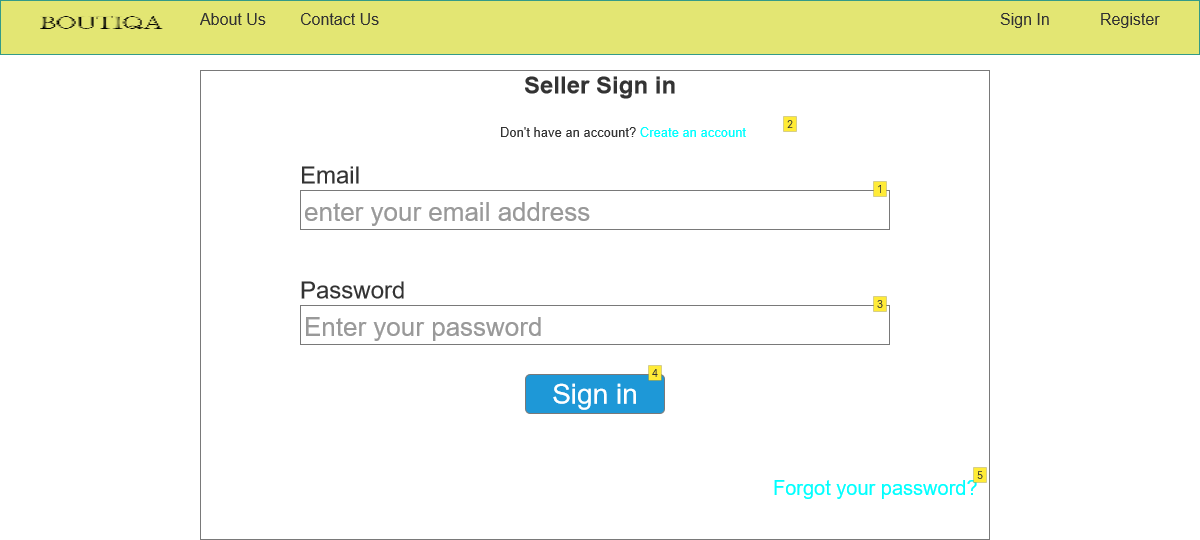 BOUTIQA About Us Contact Us Sign In Register
Seller Sign in
Don't have an account? Create an account 2
Email
1
enter your email address
Password
3
Enter your password
4
Sign in
5
Forgot your password?